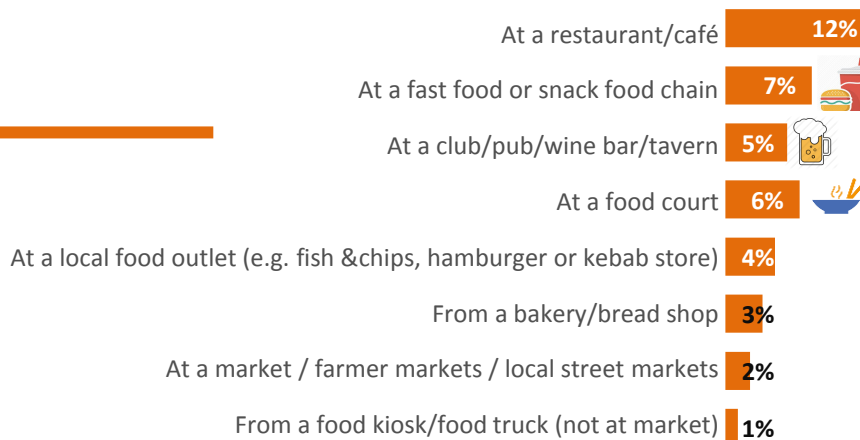 At a restaurant/café 12%
At a fast food or snack food chain 7%
At a club/pub/wine bar/tavern 5%
At a food court 6%
At a local food outlet (e.g. fish &chips, hamburger or kebab store) 4%
From a bakery/bread shop 3%
At a market / farmer markets / local street markets 2%
From a food kiosk/food truck (not at market) 1%